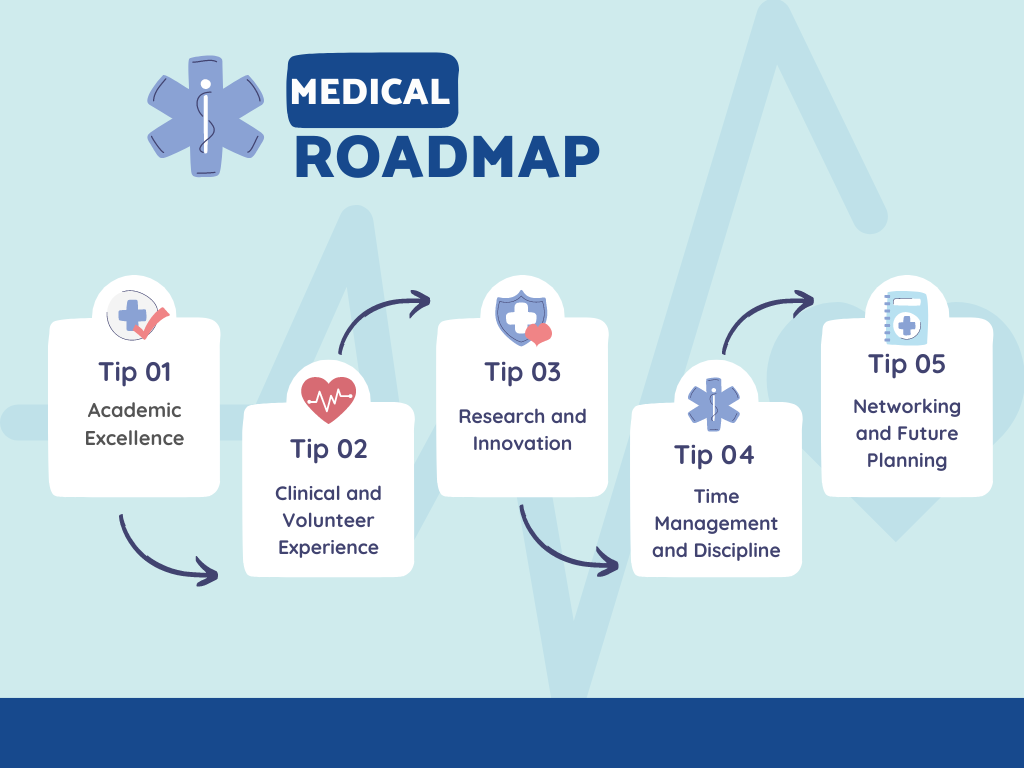 MEDICAL
ROADMAP
Tip 01
Academic
Excellence
Tip 02
Clinical and
Volunteer
Experience
Tip 03
Research and
Innovation
Tip 04
Time
Management
and Discipline
Tip 05
Networking
and Future
Planning